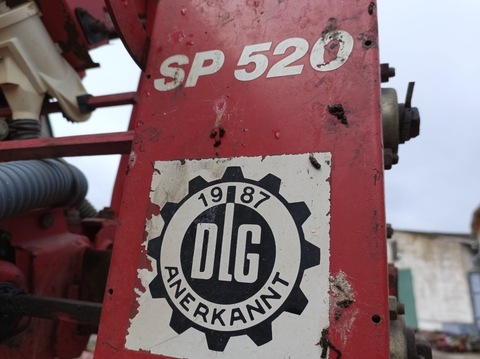 SP 520
1987
DLG
ANERKANNT